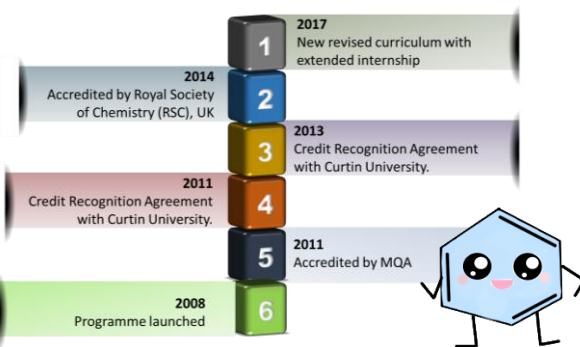 1
2017
New revised curriculum with
extended internship
2014
Accredited by Royal Society
of Chemistry (RSC), UK
2
3
2013
Credit Recognition Agreement
with Curtin University.
2011
Credit Recognition Agreement
with Curtin University.
4
5
2011
Accredited by MQA
2008
Programme launched
6